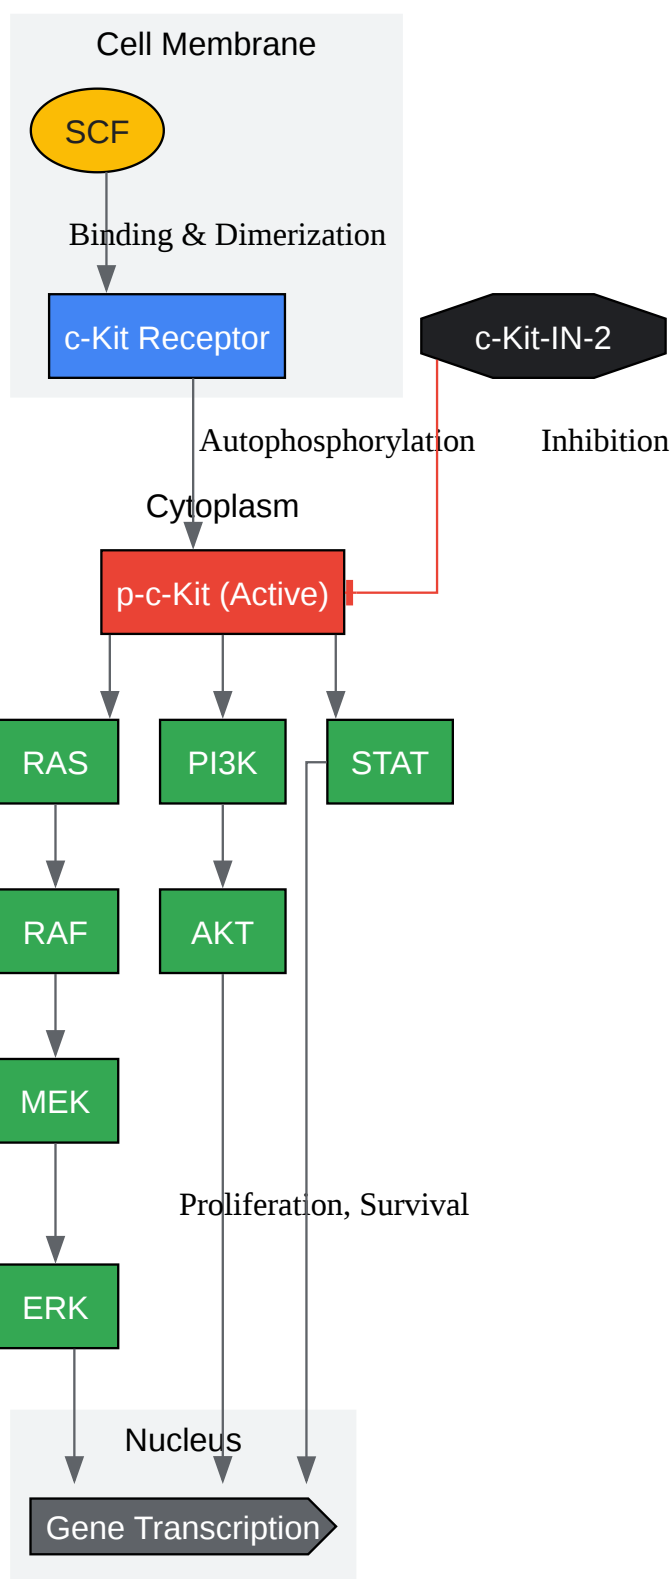 Cell Membrane
SCF
Binding & Dimerization
c-Kit Receptor
c-Kit-IN-2
Autophosphorylation
Inhibition
Cytoplasm
p-c-Kit (Active)
RAS
PI3K
STAT
RAF
AKT
MEK
Proliferation, Survival
ERK
Nucleus
Gene Transcription